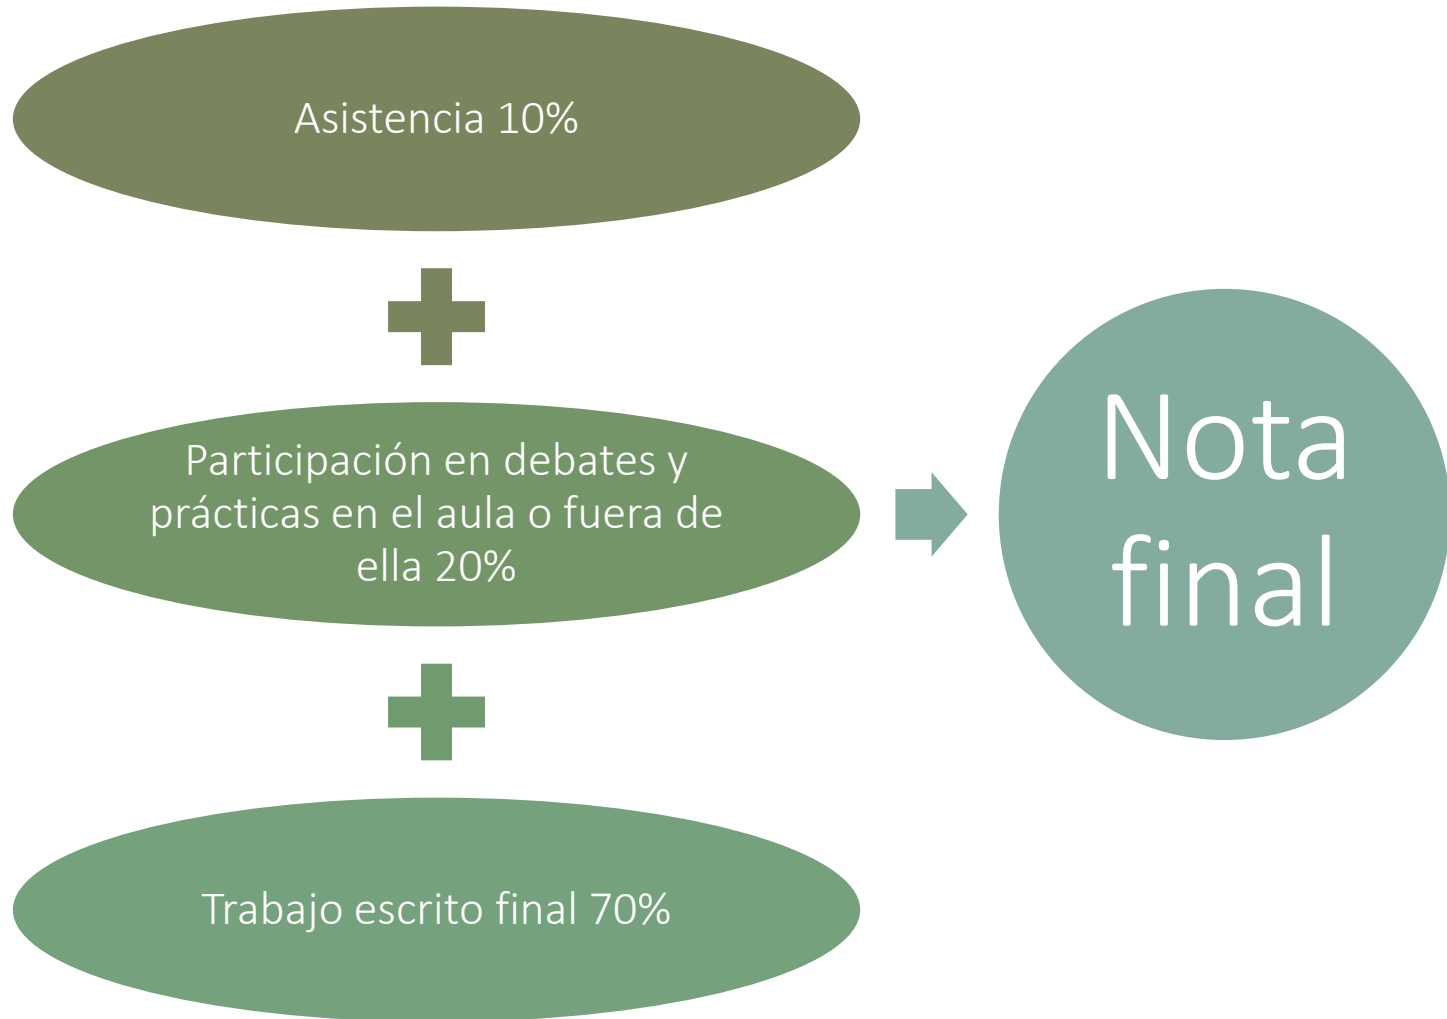 Asistencia 10%
Participación en debates y
prácticas en el aula o fuera de
ella 20%
Trabajo escrito final 70%
Nota
final